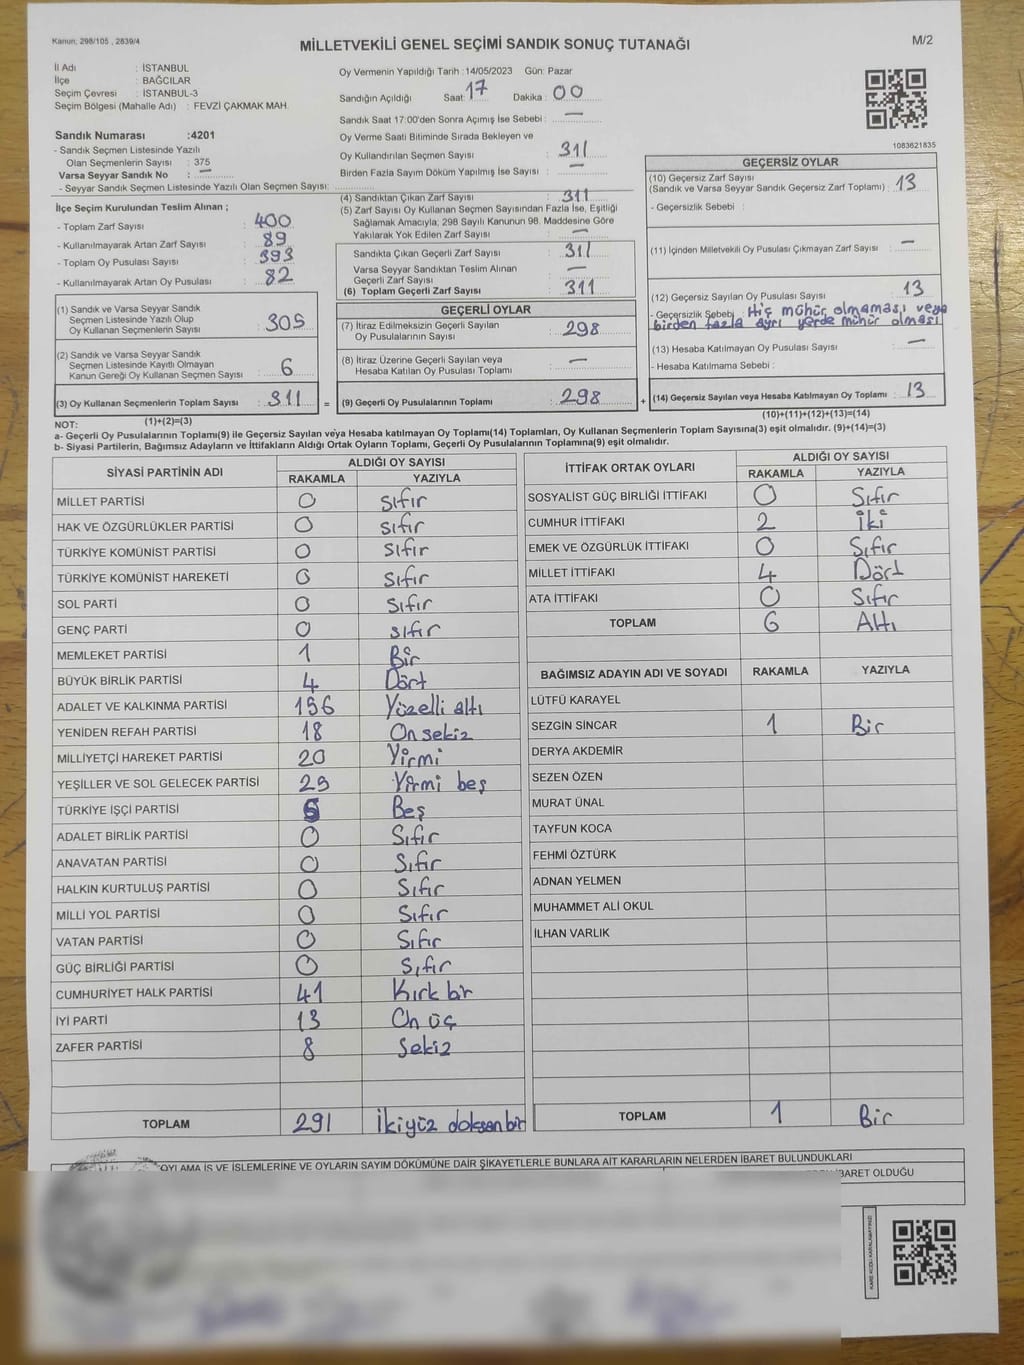 Kanun; 298/105 , 2839/4
MİLLETVEKİLİ GENEL SEÇİMİ SANDIK SONUÇ TUTANAĞI
M/2
İl Adı : İSTANBUL
İlçe : BAĞCILAR
Seçim Çevresi : İSTANBUL-3
Seçim Bölgesi (Mahalle Adı) : FEVZİ ÇAKMAK MAH.
Sandık Numarası :4201
- Sandık Seçmen Listesinde Yazılı
Olan Seçmenlerin Sayısı : 375
Varsa Seyyar Sandık No : —
- Seyyar Sandık Seçmen Listesinde Yazılı Olan Seçmen Sayısı:
Oy Vermenin Yapıldığı Tarih :14/05/2023 Gün: Pazar
Sandığın Açıldığı Saat: 17 Dakika : 00
Sandık Saat 17:00'den Sonra Açımış İse Sebebi : —
Oy Verme Saati Bitiminde Sırada Bekleyen ve
Oy Kullandırılan Seçmen Sayısı : 311
Birden Fazla Sayım Döküm Yapılmış İse Sayısı : —
1083621835
İlçe Seçim Kurulundan Teslim Alınan ;
- Toplam Zarf Sayısı : 400
- Kullanılmayarak Artan Zarf Sayısı : 89
- Toplam Oy Pusulası Sayısı : 393
- Kullanılmayarak Artan Oy Pusulası : 82
(4) Sandıktan Çıkan Zarf Sayısı : 311
(5) Zarf Sayısı Oy Kullanan Seçmen Sayısından Fazla İse, Eşitliği
Sağlamak Amacıyla; 298 Sayılı Kanunun 98. Maddesine Göre
Yakılarak Yok Edilen Zarf Sayısı : —
Sandıkta Çıkan Geçerli Zarf Sayısı : 311
Varsa Seyyar Sandıktan Teslim Alınan
Geçerli Zarf Sayısı : —
(6) Toplam Geçerli Zarf Sayısı : 311
GEÇERSİZ OYLAR
(10) Geçersiz Zarf Sayısı
(Sandık ve Varsa Seyyar Sandık Geçersiz Zarf Toplamı) : 13
- Geçersizlik Sebebi :
(11) İçinden Milletvekili Oy Pusulası Çıkmayan Zarf Sayısı : —
(12) Geçersiz Sayılan Oy Pusulası Sayısı : 13
- Geçersizlik Sebebi : Hiç mühür olmaması veya
birden fazla ayrı yerde mühür olması
(13) Hesaba Katılmayan Oy Pusulası Sayısı : —
- Hesaba Katılmama Sebebi :
(14) Geçersiz Sayılan veya Hesaba Katılmayan Oy Toplamı : 13
(1) Sandık ve Varsa Seyyar Sandık
Seçmen Listesinde Yazılı Olup
Oy Kullanan Seçmenlerin Sayısı : 305
(2) Sandık ve Varsa Seyyar Sandık
Seçmen Listesinde Kayıtlı Olmayan
Kanun Gereği Oy Kullanan Seçmen Sayısı : 6
(3) Oy Kullanan Seçmenlerin Toplam Sayısı : 311 =
GEÇERLİ OYLAR
(7) İtiraz Edilmeksizin Geçerli Sayılan
Oy Pusulalarının Sayısı : 298
(8) İtiraz Üzerine Geçerli Sayılan veya
Hesaba Katılan Oy Pusulası Toplamı : —
(9) Geçerli Oy Pusulalarının Toplamı : 298 +
(1)+(2)=(3)
(10)+(11)+(12)+(13)=(14)
NOT:
a- Geçerli Oy Pusulalarının Toplamı(9) ile Geçersiz Sayılan veya Hesaba katılmayan Oy Toplamı(14) Toplamları, Oy Kullanan Seçmenlerin Toplam Sayısına(3) eşit olmalıdır. (9)+(14)=(3)
b- Siyasi Partilerin, Bağımsız Adayların ve İttifakların Aldığı Ortak Oyların Toplamı, Geçerli Oy Pusulalarının Toplamına(9) eşit olmalıdır.
SİYASİ PARTİNİN ADI ALDIĞI OY SAYISI
RAKAMLA YAZIYLA
MİLLET PARTİSİ 0 Sıfır
HAK VE ÖZGÜRLÜKLER PARTİSİ 0 Sıfır
TÜRKİYE KOMÜNİST PARTİSİ 0 Sıfır
TÜRKİYE KOMÜNİST HAREKETİ 0 Sıfır
SOL PARTİ 0 Sıfır
GENÇ PARTİ 0 Sıfır
MEMLEKET PARTİSİ 1 Bir
BÜYÜK BİRLİK PARTİSİ 4 Dört
ADALET VE KALKINMA PARTİSİ 156 Yüzelli altı
YENİDEN REFAH PARTİSİ 18 On sekiz
MİLLİYETÇİ HAREKET PARTİSİ 20 Yirmi
YEŞİLLER VE SOL GELECEK PARTİSİ 25 Yirmi beş
TÜRKİYE İŞÇİ PARTİSİ 5 Beş
ADALET BİRLİK PARTİSİ 0 Sıfır
ANAVATAN PARTİSİ 0 Sıfır
HALKIN KURTULUŞ PARTİSİ 0 Sıfır
MİLLİ YOL PARTİSİ 0 Sıfır
VATAN PARTİSİ 0 Sıfır
GÜÇ BİRLİĞİ PARTİSİ 0 Sıfır
CUMHURİYET HALK PARTİSİ 41 Kırk bir
İYİ PARTİ 13 On üç
ZAFER PARTİSİ 8 Sekiz
TOPLAM 291 İkiyüz doksan bir
İTTİFAK ORTAK OYLARI ALDIĞI OY SAYISI
RAKAMLA YAZIYLA
SOSYALİST GÜÇ BİRLİĞİ İTTİFAKI 0 Sıfır
CUMHUR İTTİFAKI 2 İki
EMEK VE ÖZGÜRLÜK İTTİFAKI 0 Sıfır
MİLLET İTTİFAKI 4 Dört
ATA İTTİFAKI 0 Sıfır
TOPLAM 6 Altı
BAĞIMSIZ ADAYIN ADI VE SOYADI RAKAMLA YAZIYLA
LÜTFÜ KARAYEL
SEZGİN SİNCAR 1 Bir
DERYA AKDEMİR
SEZEN ÖZEN
MURAT ÜNAL
TAYFUN KOCA
FEHMİ ÖZTÜRK
ADNAN YELMEN
MUHAMMET ALİ OKUL
İLHAN VARLIK
TOPLAM 1 Bir
OYLAMA İŞ VE İŞLEMLERİNE VE OYLARIN SAYIM DÖKÜMÜNE DAİR ŞİKAYETLERLE BUNLARA AİT KARARLARIN NELERDEN İBARET BULUNDUKLARI
İBARET OLDUĞU
KARE KODU KARALAMAYINIZ!